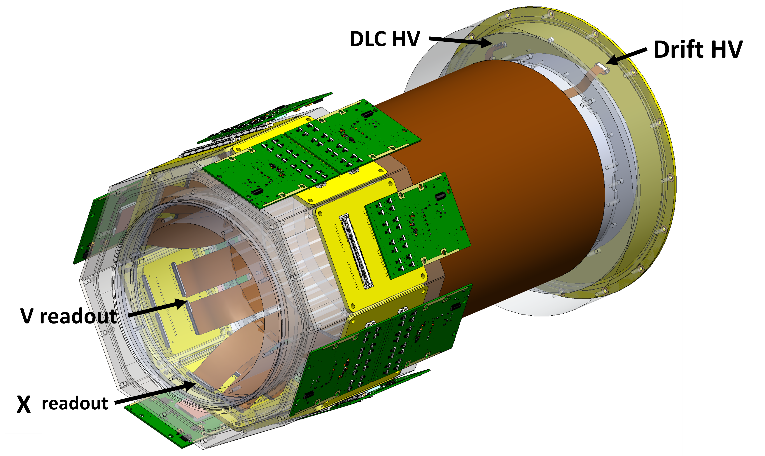 DLC HV
Drift HV
V readout
X readout